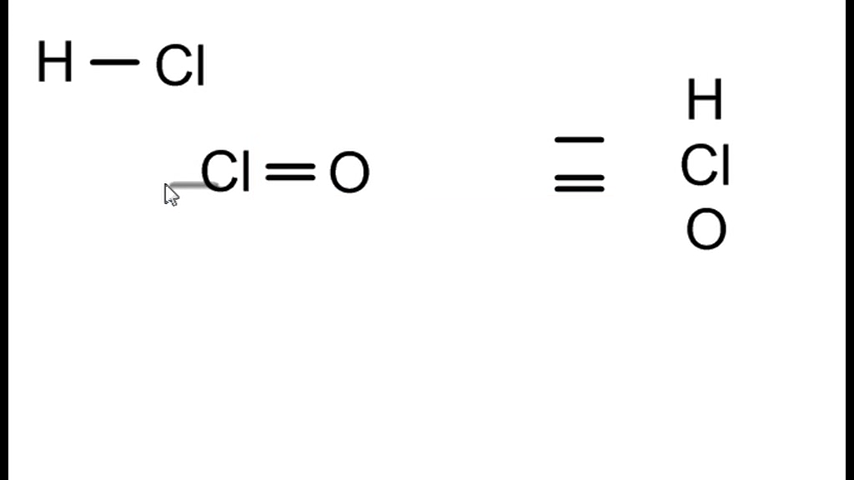 H — Cl
Cl = O
—
=
H
Cl
O